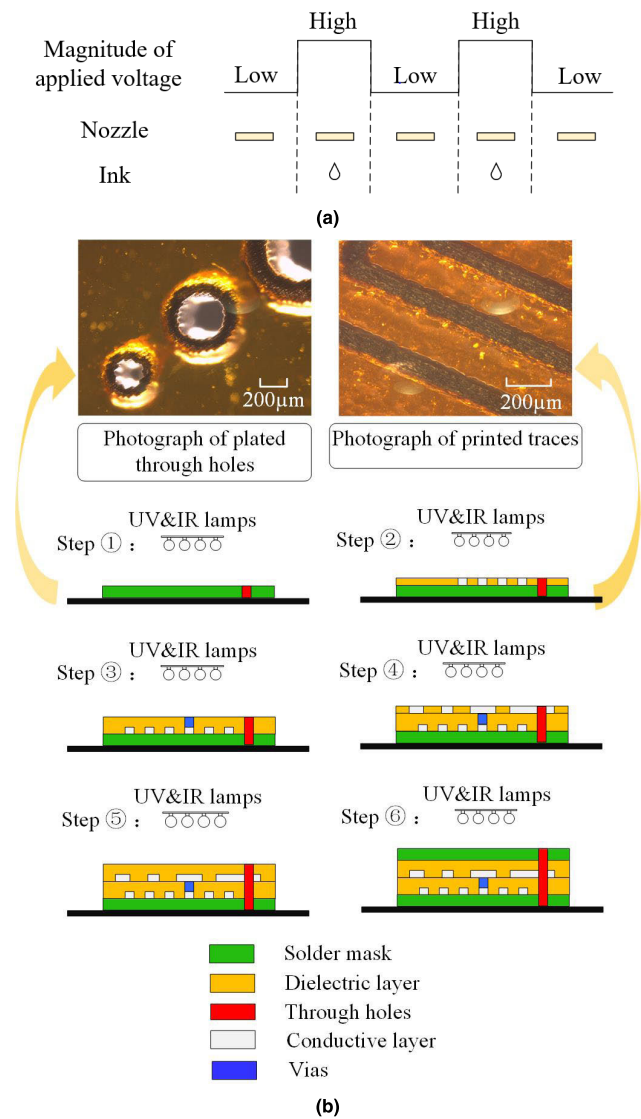 High
High
Magnitude of
applied voltage
Low
Low
Low
Nozzle
Ink
(a)
200µm
200µm
Photograph of plated
through holes
Photograph of printed traces
UV&IR lamps
Step ① :
UV&IR lamps
Step ② :
UV&IR lamps
Step ③ :
UV&IR lamps
Step ④ :
UV&IR lamps
Step ⑤ :
UV&IR lamps
Step ⑥ :
Solder mask
Dielectric layer
Through holes
Conductive layer
Vias
(b)